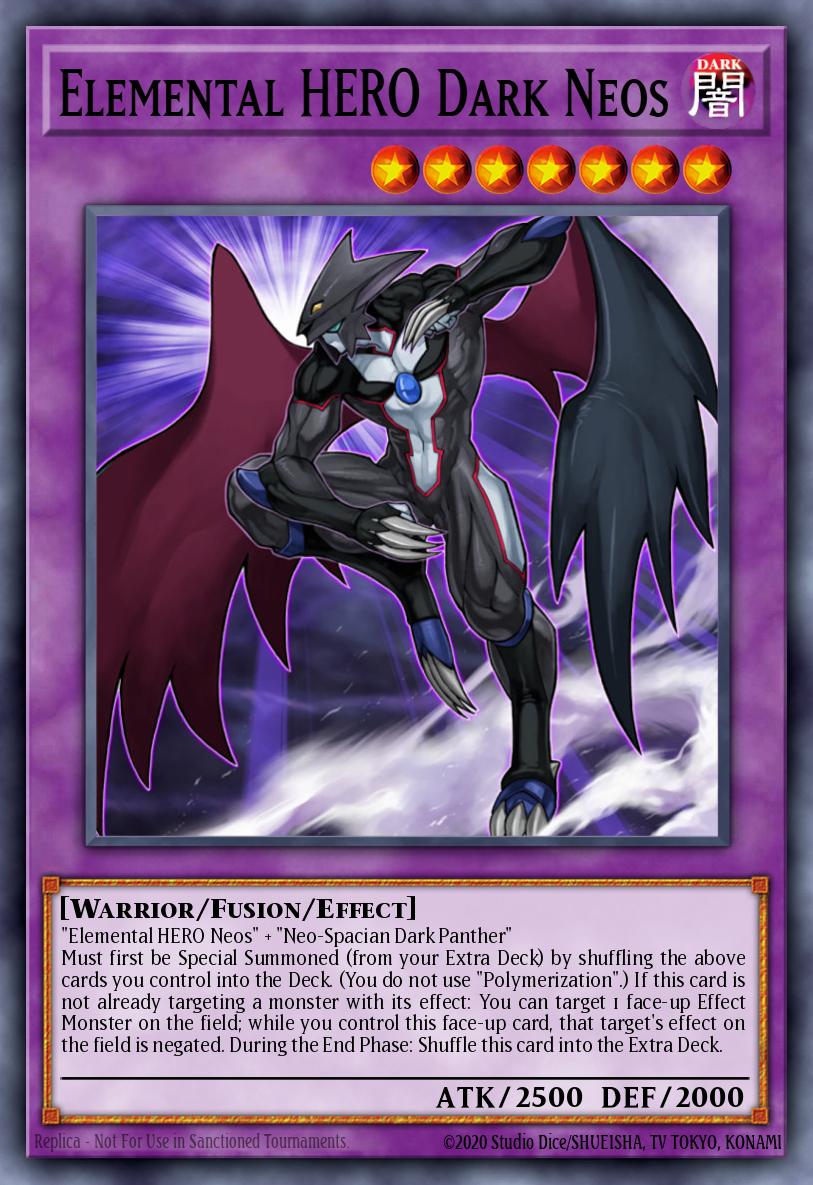 Elemental HERO Dark Neos
DARK
闇
[Warrior/Fusion/Effect]
"Elemental HERO Neos" + "Neo-Spacian Dark Panther"
Must first be Special Summoned (from your Extra Deck) by shuffling the above
cards you control into the Deck. (You do not use "Polymerization".) If this card is
not already targeting a monster with its effect: You can target 1 face-up Effect
Monster on the field; while you control this face-up card, that target's effect on
the field is negated. During the End Phase: Shuffle this card into the Extra Deck.
ATK/2500 DEF/2000
Replica - Not For Use in Sanctioned Tournaments.
©2020 Studio Dice/SHUEISHA, TV TOKYO, KONAMI